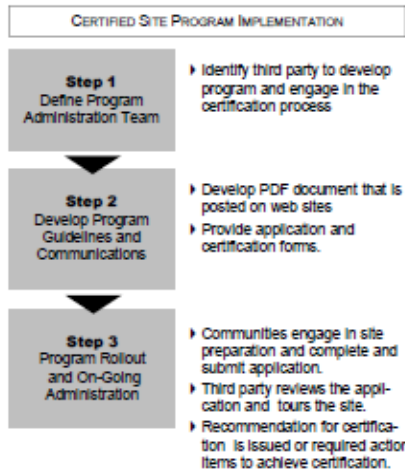 CERTIFIED SITE PROGRAM IMPLEMENTATION
Step 1
Define Program
Administration Team
Identify third party to develop
program and engage in the
certification process
Step 2
Develop Program
Guidelines and
Communications
Develop PDF document that is
posted on web sites
Provide application and
certification forms.
Step 3
Program Rollout
and On-Going
Administration
Communities engage in site
preparation and complete and
submit application.
Third party reviews the appli-
cation and tours the site.
Recommendation for certifica-
tion is issued or required action
items to achieve certification.